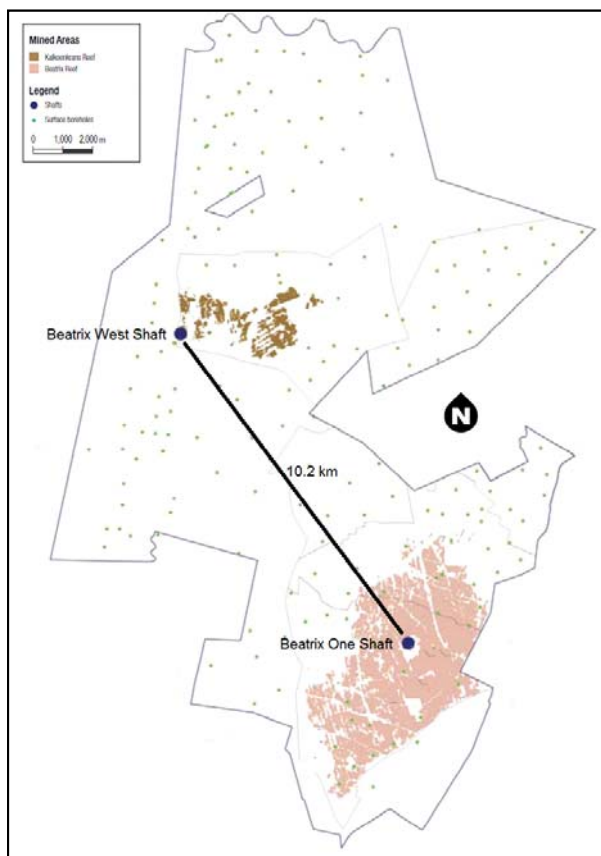 Mined Areas
Kalkoenkrans Reef
Beatrix Reef
Legend
Shafts
Surface boreholes
0 1,000 2,000 m
Beatrix West Shaft
N
10.2 km
Beatrix One Shaft